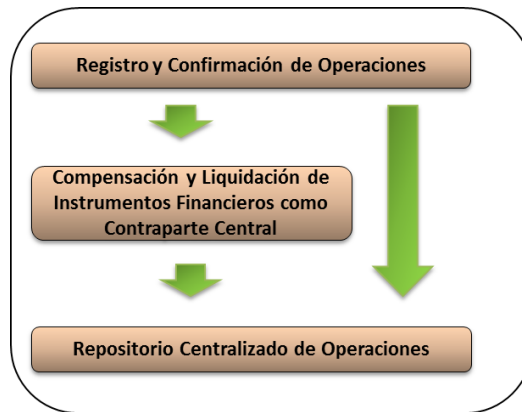 Registro y Confirmación de Operaciones
Compensación y Liquidación de
Instrumentos Financieros como
Contraparte Central
Repositorio Centralizado de Operaciones